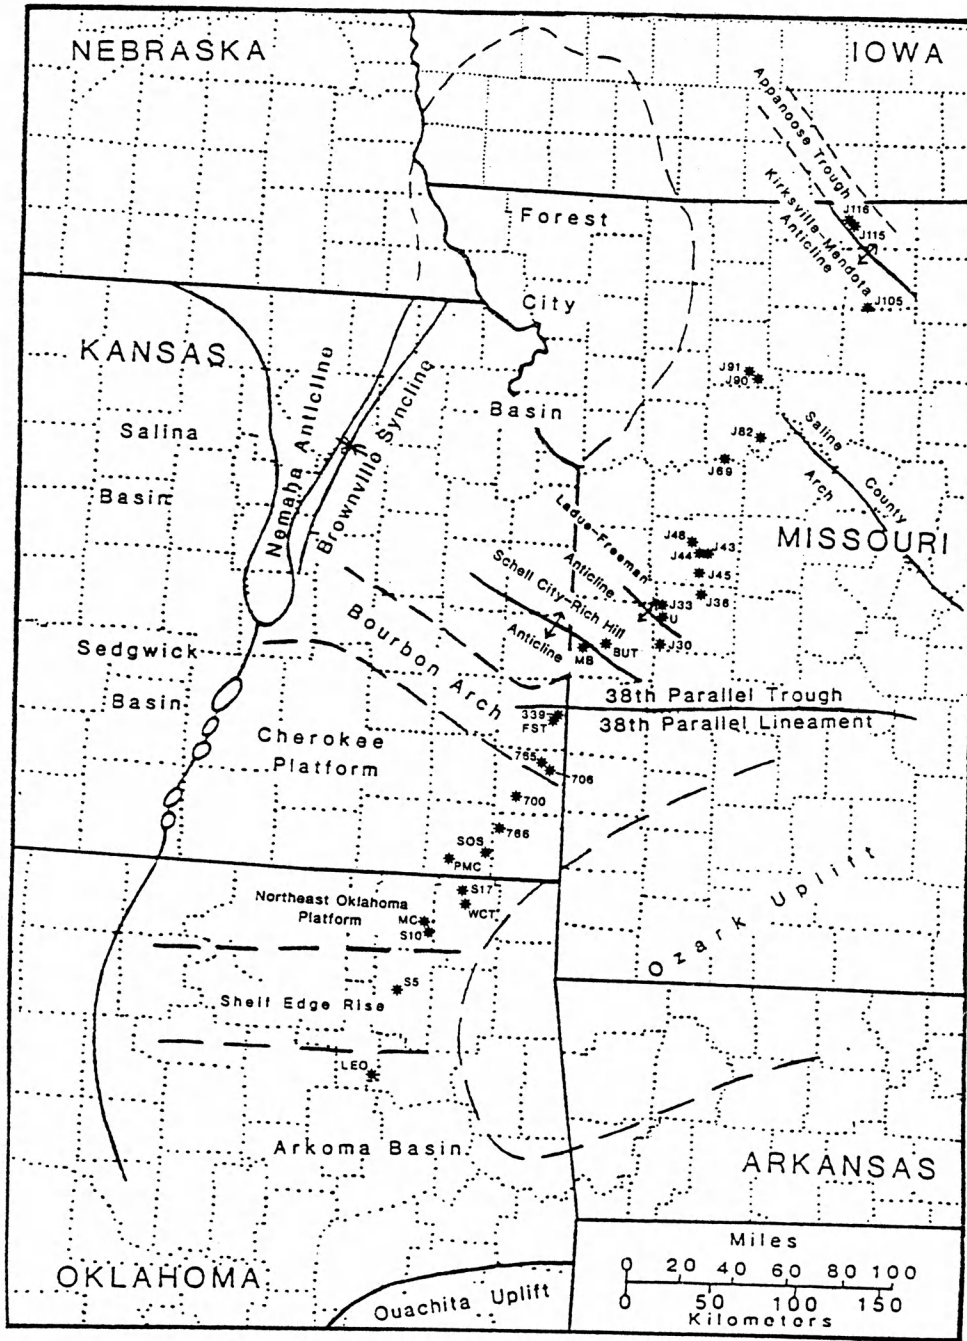 NEBRASKA
IOWA
Appanoose Trough
Kirksville-Mendota
Anticline
J116
J115
J105
Forest
City
Basin
KANSAS
Nemaha Anticline
Brownville Syncline
Salina
Basin
J91
J90
J82
J69
Saline County
Arch
MISSOURI
Ladue-Freeman
Anticline
J48
J43
J44
J45
J36
J33
U
J30
Schell City-Rich Hill
Anticline
MB
BUT
Bourbon Arch
Sedgwick
Basin
38th Parallel Trough
38th Parallel Lineament
339
FST
Cherokee
Platform
765
706
700
766
SOS
PMC
S17
WCT
Northeast Oklahoma
Platform
MC
S10
Ozark Uplift
S5
Shelf Edge Rise
LEO
Arkoma Basin
ARKANSAS
OKLAHOMA
Ouachita Uplift
Miles
0 20 40 60 80 100
0 50 100 150
Kilometers